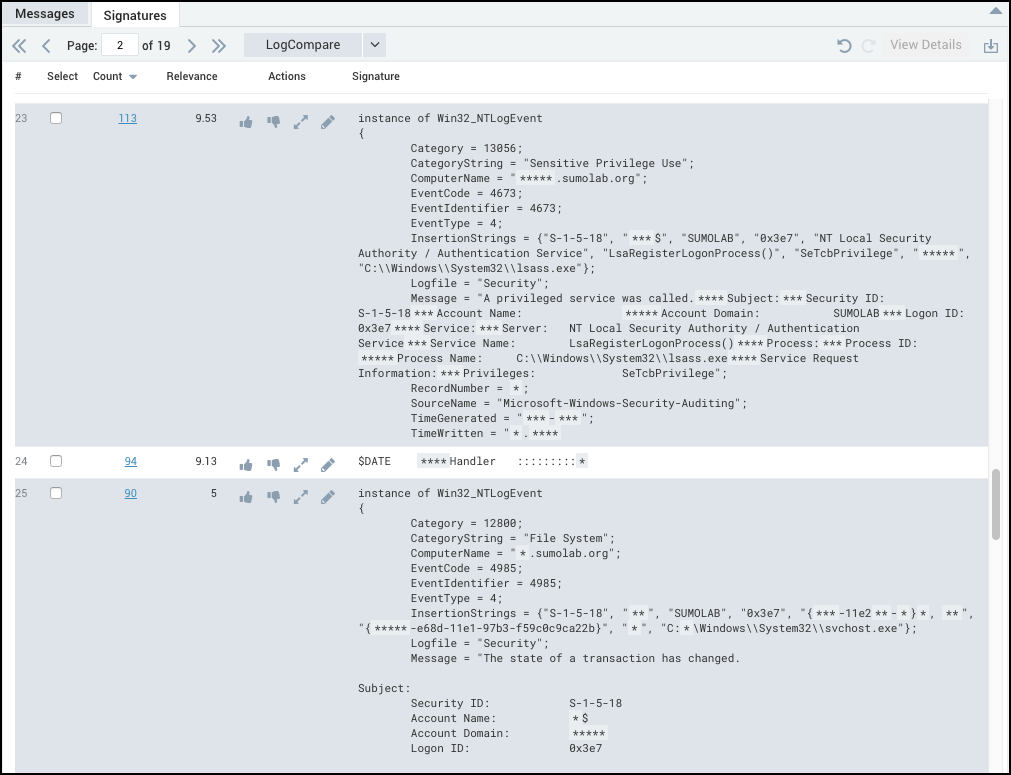 Messages Signatures
Page: 2 of 19 LogCompare View Details
# Select Count Relevance Actions Signature
23 113 9.53 instance of Win32_NTLogEvent
{
Category = 13056;
CategoryString = "Sensitive Privilege Use";
ComputerName = "*****.sumolab.org";
EventCode = 4673;
EventIdentifier = 4673;
EventType = 4;
InsertionStrings = {"S-1-5-18", "***$", "SUMOLAB", "0x3e7", "NT Local Security
Authority / Authentication Service", "LsaRegisterLogonProcess()", "SeTcbPrivilege", "*****",
"C:\\Windows\\System32\\lsass.exe"};
Logfile = "Security";
Message = "A privileged service was called.****Subject:***Security ID:
S-1-5-18***Account Name: *****Account Domain: SUMOLAB***Logon ID:
0x3e7****Service:***Server: NT Local Security Authority / Authentication
Service***Service Name: LsaRegisterLogonProcess()****Process:***Process ID:
*****Process Name: C:\\Windows\\System32\\lsass.exe****Service Request
Information:***Privileges: SeTcbPrivilege";
RecordNumber = *;
SourceName = "Microsoft-Windows-Security-Auditing";
TimeGenerated = "***-***";
TimeWritten = "*.****
24 94 9.13 $DATE ****Handler :::::::::*
25 90 5 instance of Win32_NTLogEvent
{
Category = 12800;
CategoryString = "File System";
ComputerName = "*.sumolab.org";
EventCode = 4985;
EventIdentifier = 4985;
EventType = 4;
InsertionStrings = {"S-1-5-18", "**", "SUMOLAB", "0x3e7", "{***-11e2**-*}*, **",
"{*****-e68d-11e1-97b3-f59c0c9ca22b}", "*", "C:*\Windows\\System32\\svchost.exe"};
Logfile = "Security";
Message = "The state of a transaction has changed.
Subject:
Security ID: S-1-5-18
Account Name: *$
Account Domain: *****
Logon ID: 0x3e7